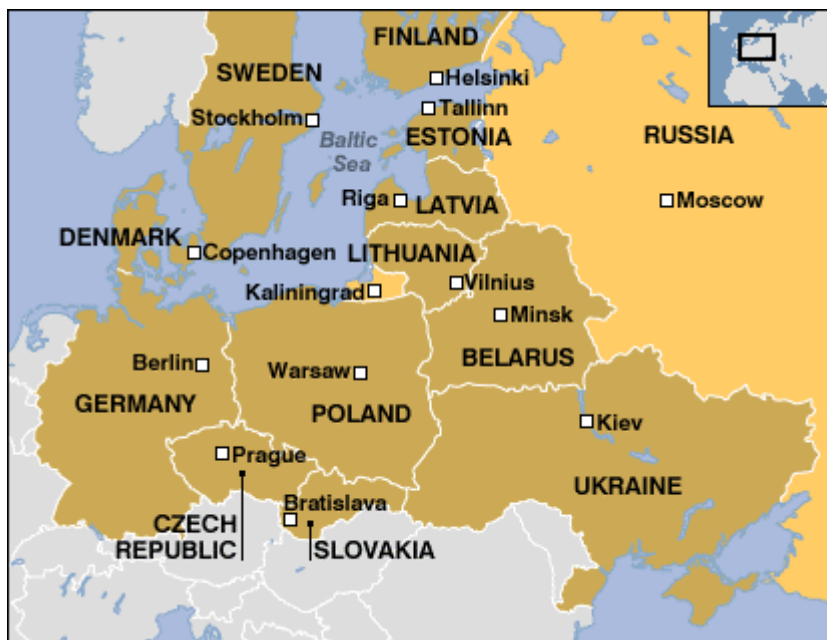 FINLAND
SWEDEN
Helsinki
Tallinn
Stockholm
Baltic
Sea
ESTONIA
RUSSIA
Riga
LATVIA
Moscow
DENMARK
Copenhagen
LITHUANIA
Vilnius
Kaliningrad
Minsk
BELARUS
Berlin
Warsaw
GERMANY
POLAND
Kiev
Prague
UKRAINE
Bratislava
CZECH
REPUBLIC
SLOVAKIA